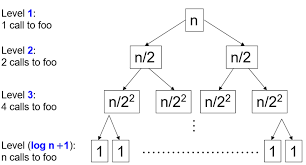 Level 1:
1 call to foo
n
Level 2:
2 calls to foo
n/2 n/2
Level 3:
4 calls to foo
n/2² n/2² n/2² n/2²
Level (log n +1):
n calls to foo
1 1 1 1